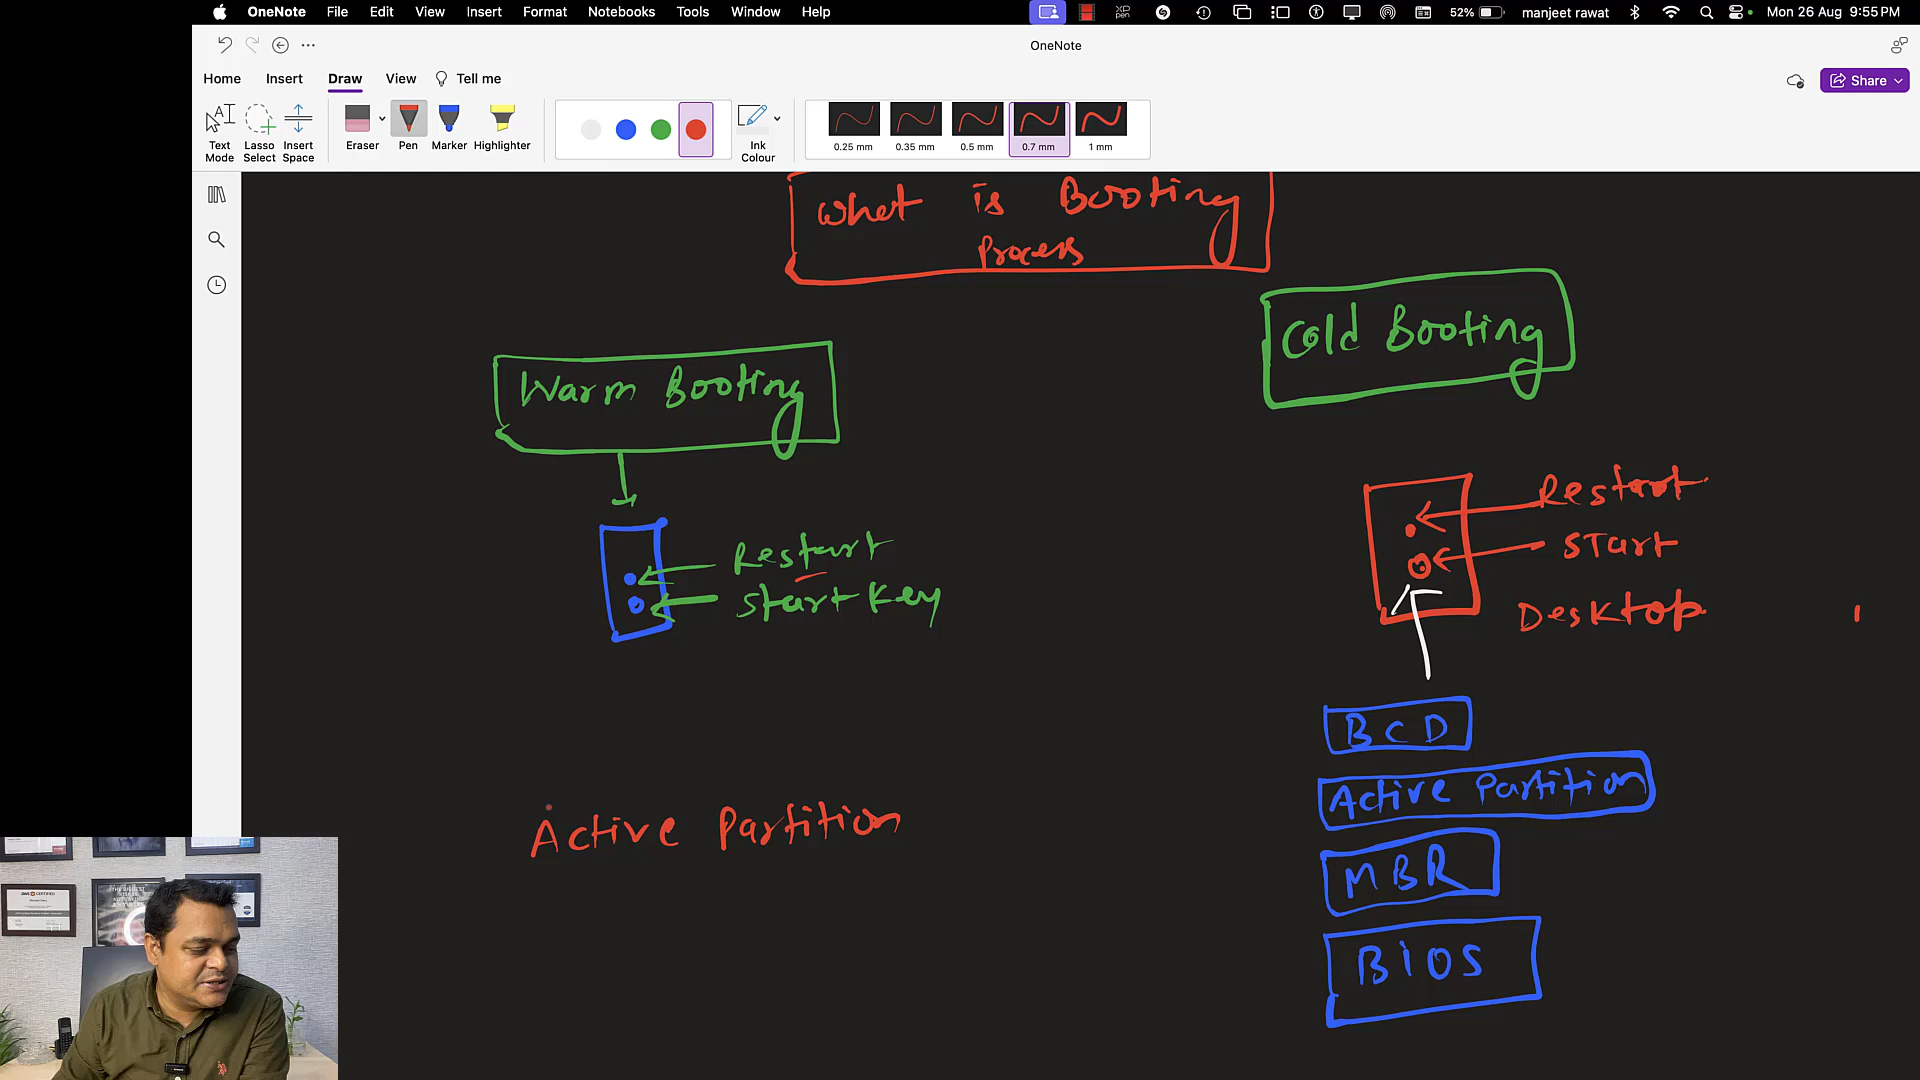 OneNote File Edit View Insert Format Notebooks Tools Window Help XP pen 52% manjeet rawat Mon 26 Aug 9:55 PM
OneNote
Home Insert Draw View Tell me Share
Text Mode Lasso Select Insert Space Eraser Pen Marker Highlighter Ink Colour 0.25 mm 0.35 mm 0.5 mm 0.7 mm 1 mm
What is Booting
Process
Cold Booting
Warm Booting
Restart
Start
Desktop
Restart
Start Key
BCD
Active Partition
MBR
BIOS
Active Partition